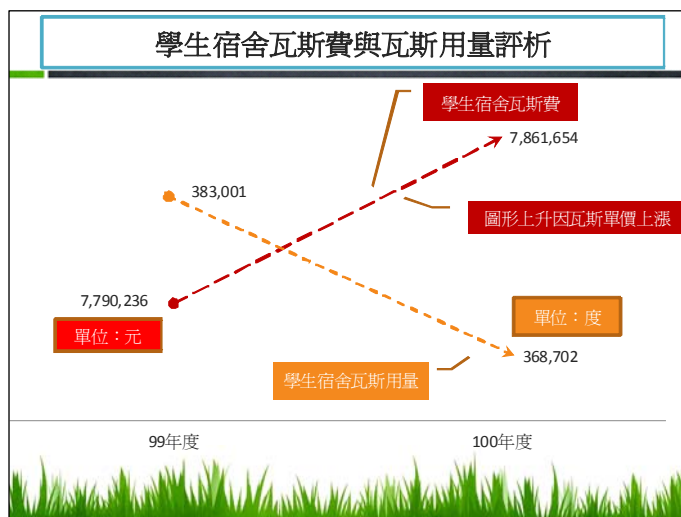 學生宿舍瓦斯費與瓦斯用量評析
學生宿舍瓦斯費
7,861,654
383,001
圖形上升因瓦斯單價上漲
7,790,236
單位：元
單位：度
368,702
學生宿舍瓦斯用量
99年度
100年度